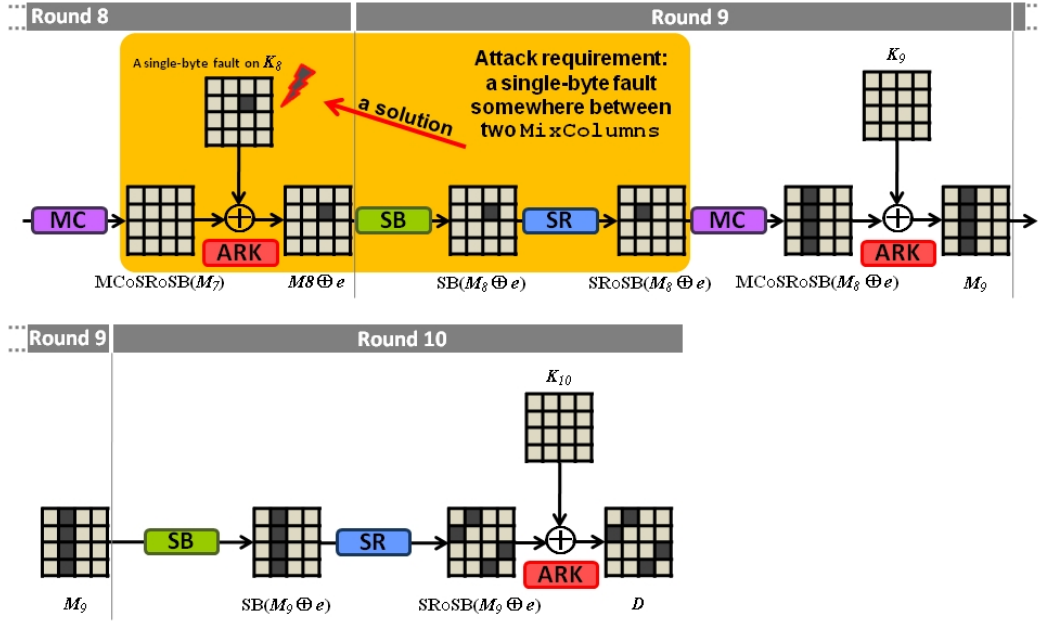 Round 8
Round 9
A single-byte fault on K8
Attack requirement:
a single-byte fault
somewhere between
two MixColumns
a solution
K9
MC
ARK
SB
SR
MC
ARK
MCoSRoSB(M7)
M8⊕e
SB(M8⊕e)
SRoSB(M8⊕e)
MCoSRoSB(M8⊕e)
M9
Round 9
Round 10
K10
SB
SR
ARK
M9
SB(M9⊕e)
SRoSB(M9⊕e)
D